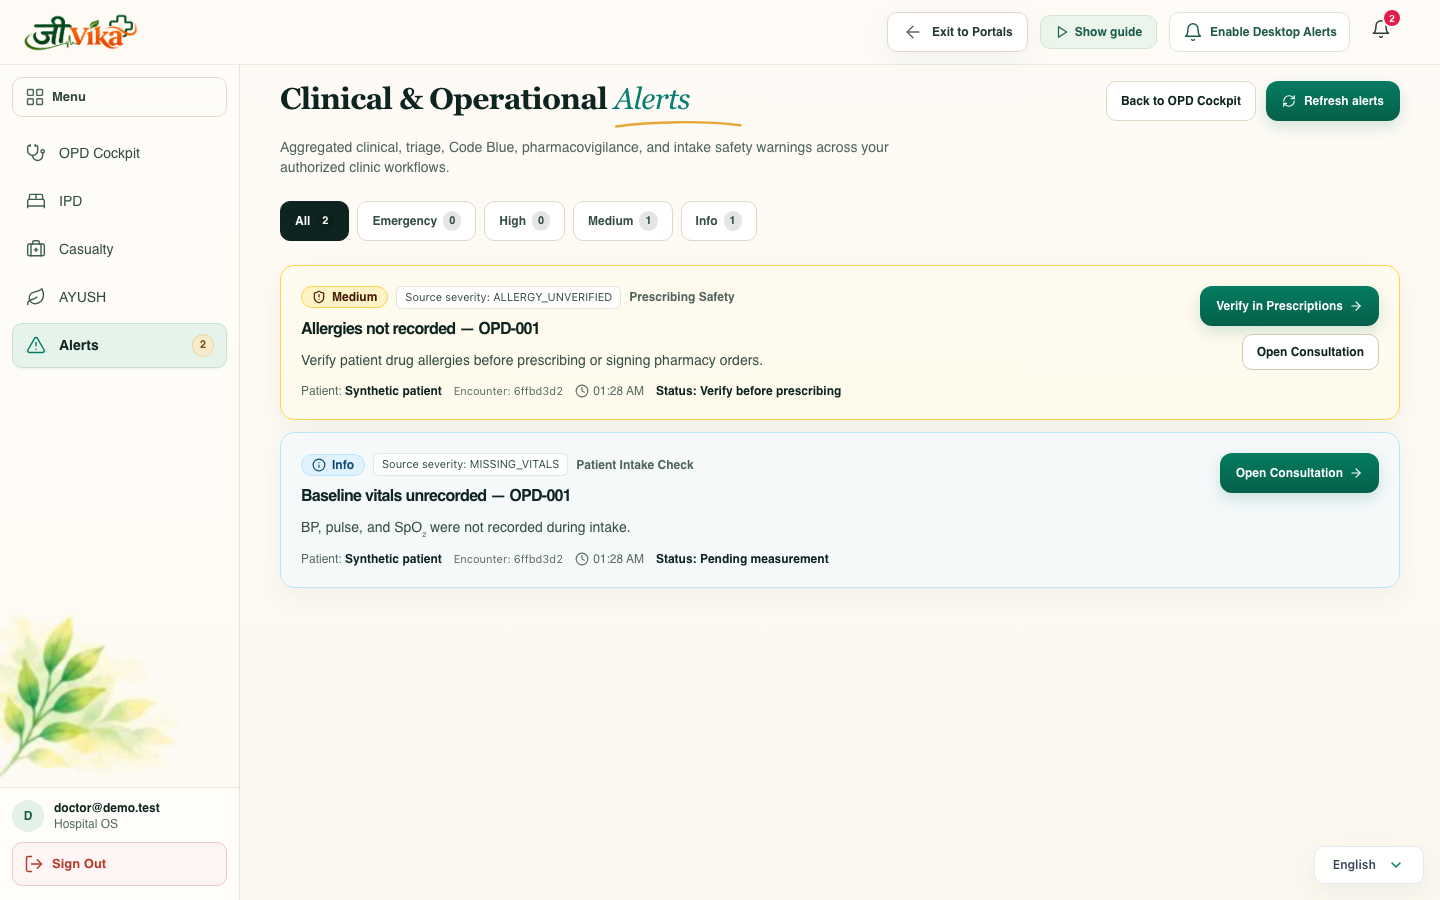 जीvika
Exit to Portals
Show guide
Enable Desktop Alerts
2
Menu
OPD Cockpit
IPD
Casualty
AYUSH
Alerts 2
doctor@demo.test
D
Hospital OS
Sign Out
Clinical & Operational Alerts
Back to OPD Cockpit
Refresh alerts
Aggregated clinical, triage, Code Blue, pharmacovigilance, and intake safety warnings across your
authorized clinic workflows.
All 2
Emergency 0
High 0
Medium 1
Info 1
Medium Source severity: ALLERGY_UNVERIFIED Prescribing Safety
Verify in Prescriptions
Allergies not recorded — OPD-001
Open Consultation
Verify patient drug allergies before prescribing or signing pharmacy orders.
Patient: Synthetic patient Encounter: 6ffbd3d2 01:28 AM Status: Verify before prescribing
Info Source severity: MISSING_VITALS Patient Intake Check
Open Consultation
Baseline vitals unrecorded — OPD-001
BP, pulse, and SpO₂ were not recorded during intake.
Patient: Synthetic patient Encounter: 6ffbd3d2 01:28 AM Status: Pending measurement
English